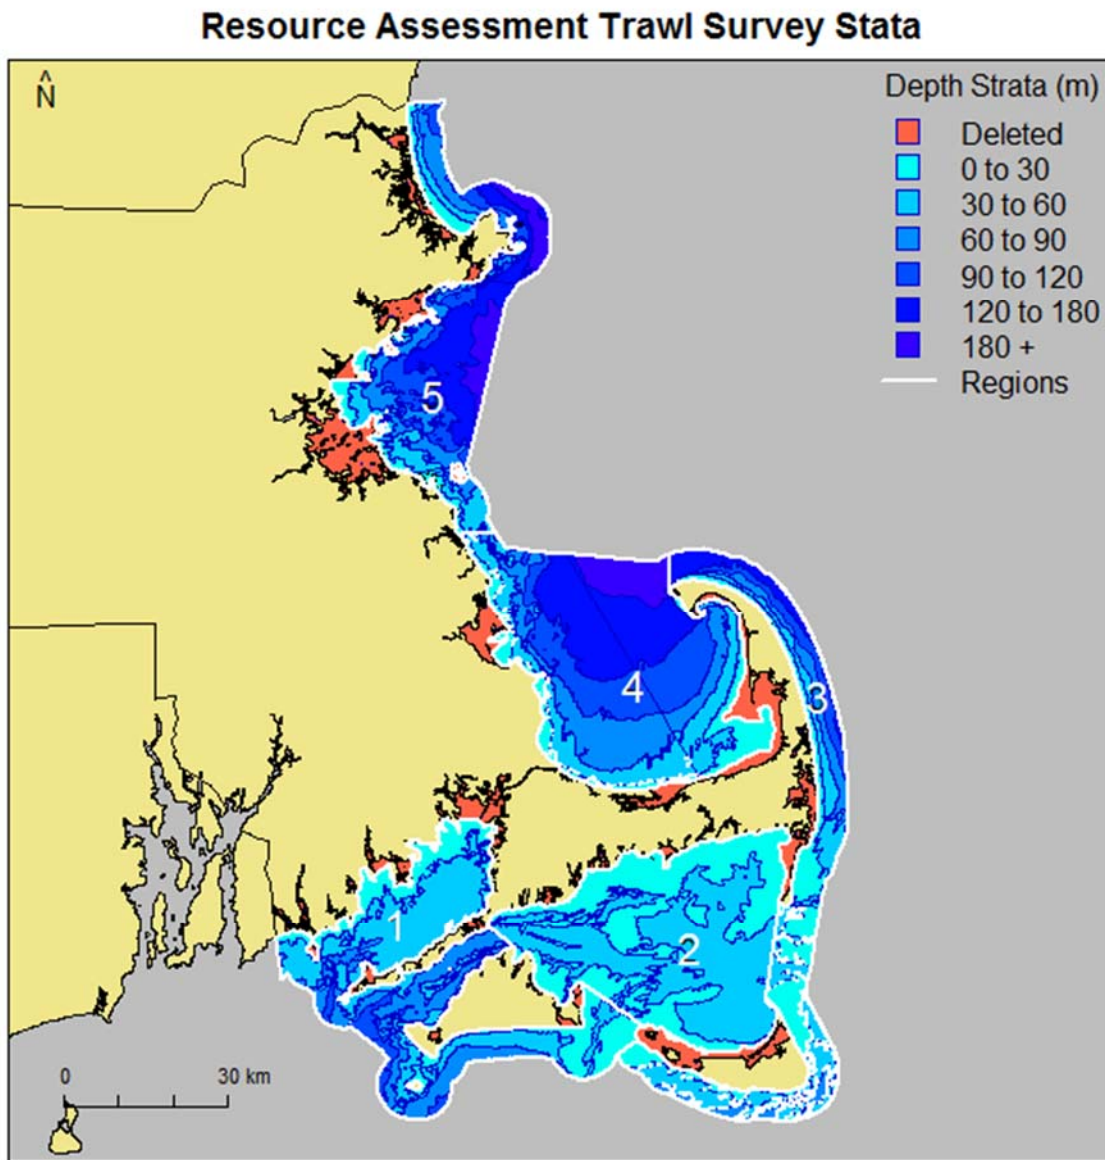 Resource Assessment Trawl Survey Stata
^
N
Depth Strata (m)
Deleted
0 to 30
30 to 60
60 to 90
90 to 120
120 to 180
180 +
Regions
5
4
3
1
2
0 30 km